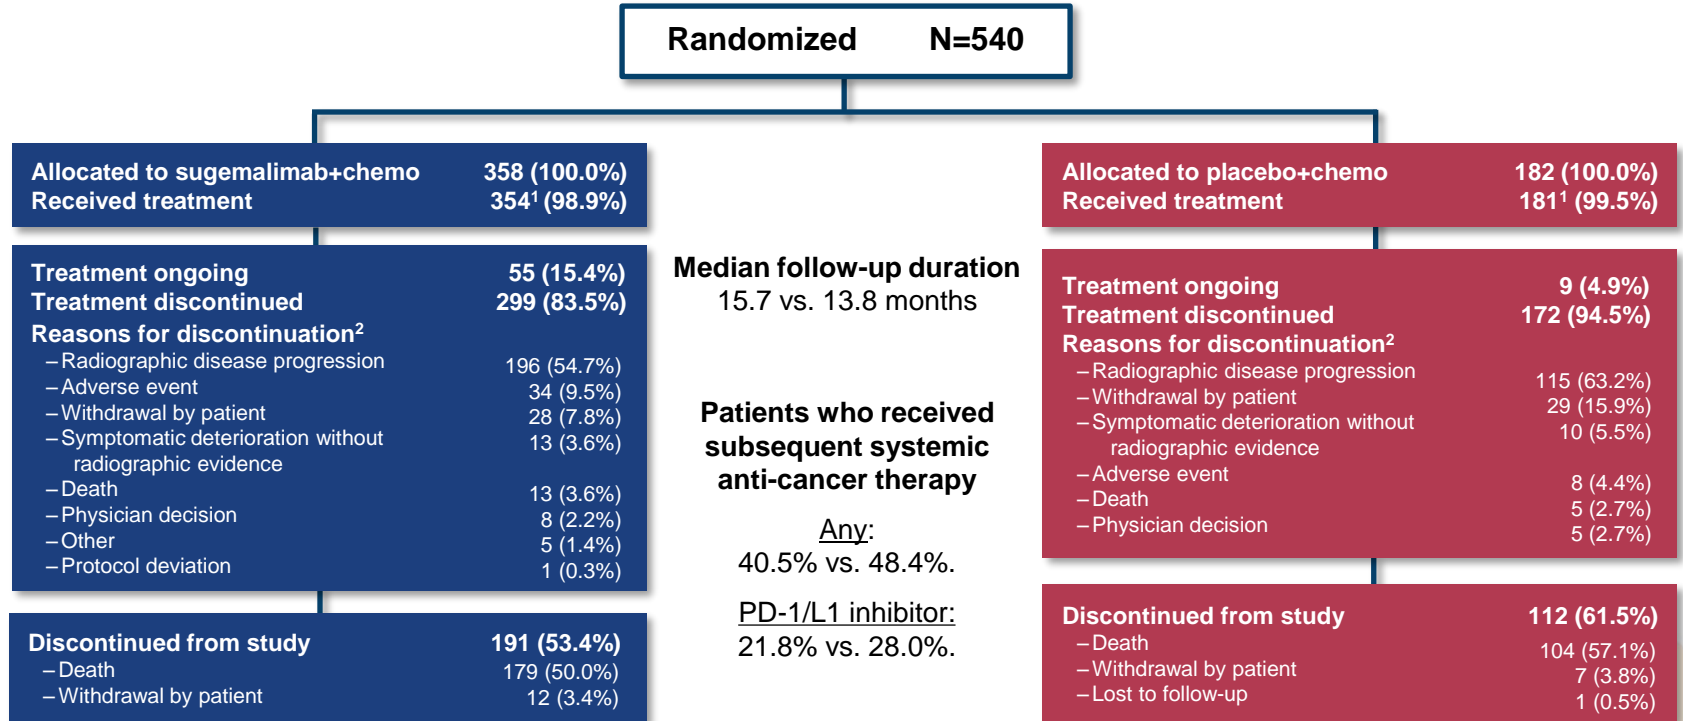 Randomized N=540
Allocated to sugemalimab+chemo 358 (100.0%)
Received treatment 354¹ (98.9%)
Treatment ongoing 55 (15.4%)
Treatment discontinued 299 (83.5%)
Reasons for discontinuation²
–Radiographic disease progression 196 (54.7%)
–Adverse event 34 (9.5%)
–Withdrawal by patient 28 (7.8%)
–Symptomatic deterioration without 13 (3.6%)
radiographic evidence
–Death 13 (3.6%)
–Physician decision 8 (2.2%)
–Other 5 (1.4%)
–Protocol deviation 1 (0.3%)
Discontinued from study 191 (53.4%)
–Death 179 (50.0%)
–Withdrawal by patient 12 (3.4%)
Median follow-up duration
15.7 vs. 13.8 months
Patients who received
subsequent systemic
anti-cancer therapy
Any:
40.5% vs. 48.4%.
PD-1/L1 inhibitor:
21.8% vs. 28.0%.
Allocated to placebo+chemo 182 (100.0%)
Received treatment 181¹ (99.5%)
Treatment ongoing 9 (4.9%)
Treatment discontinued 172 (94.5%)
Reasons for discontinuation²
–Radiographic disease progression 115 (63.2%)
–Withdrawal by patient 29 (15.9%)
–Symptomatic deterioration without 10 (5.5%)
radiographic evidence
–Adverse event 8 (4.4%)
–Death 5 (2.7%)
–Physician decision 5 (2.7%)
Discontinued from study 112 (61.5%)
–Death 104 (57.1%)
–Withdrawal by patient 7 (3.8%)
–Lost to follow-up 1 (0.5%)